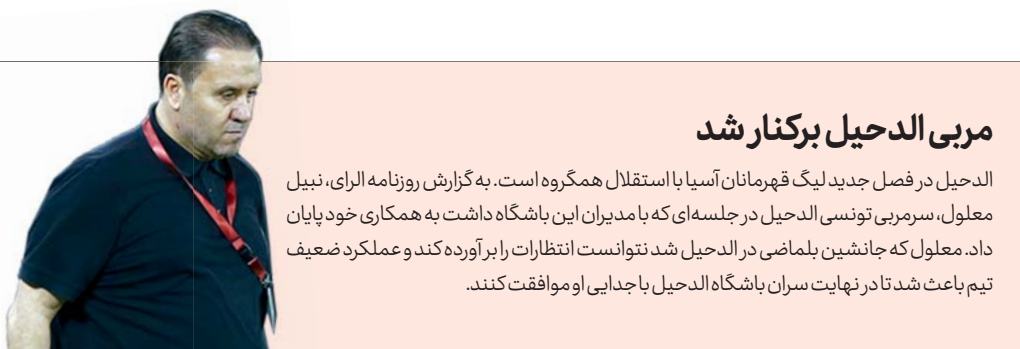 مربی الدحیل برکنار شد
الدحیل در فصل جدید لیگ قهرمانان آسیا با استقلال همگروه است. به گزارش روزنامه الرای، نبیل
معلول، سرمربی تونسی الدحیل در جلسه‌ای که با مدیران این باشگاه داشت به همکاری خود پایان
داد. معلول که جانشین بلماضی در الدحیل شد نتوانست انتظارات را بر آورده کند و عملکرد ضعیف
تیم باعث شد تا در نهایت سران باشگاه الدحیل با جدایی او موافقت کنند.